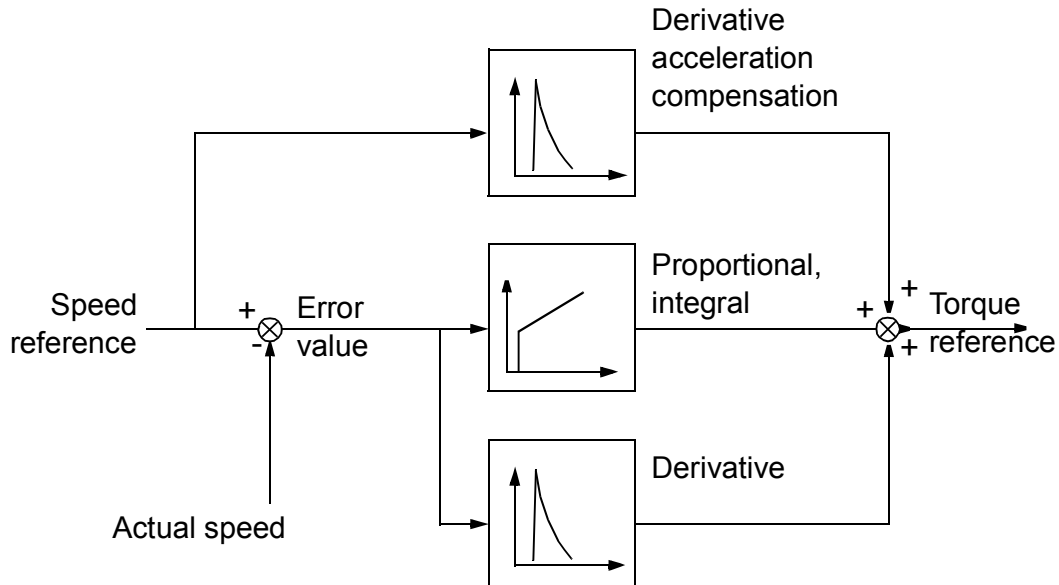 Derivative
acceleration
compensation
Proportional,
integral
+
+
Torque
reference
+
Speed
reference
+
-
Error
value
Derivative
Actual speed